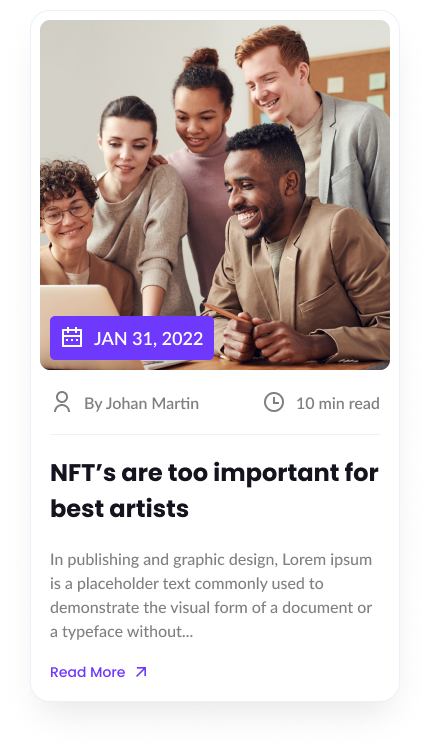 JAN 31, 2022
By Johan Martin
10 min read
NFT’s are too important for
best artists
In publishing and graphic design, Lorem ipsum
is a placeholder text commonly used to
demonstrate the visual form of a document or
a typeface without...
Read More